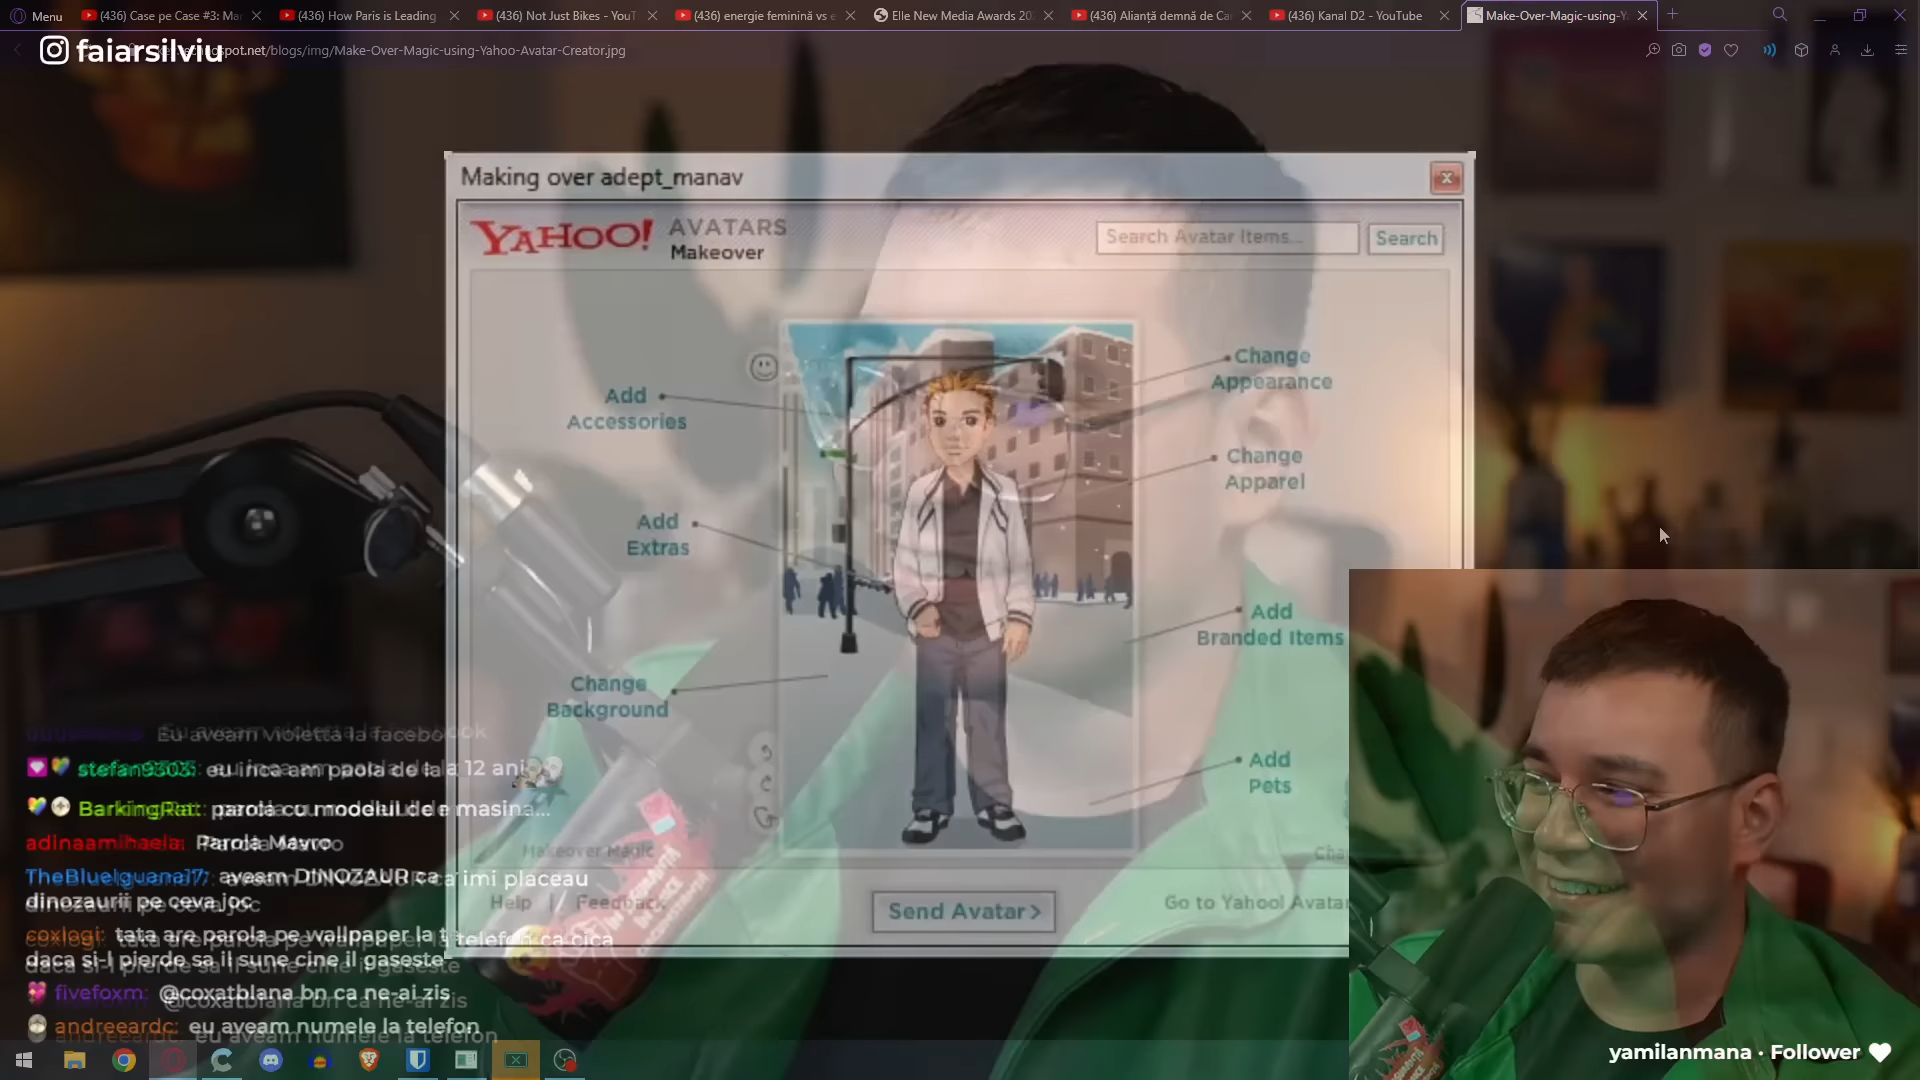 Menu
(436) Case pe Case #3: Mar
(436) How Paris is Leading
(436) Not Just Bikes - YouT
(436) energie feminină vs e
Elle New Media Awards 20
(436) Alianță demnă de Ca
(436) Kanal D2 - YouTube
Make-Over-Magic-using-Y
faiarsilviu
spot.net/blogs/img/Make-Over-Magic-using-Yahoo-Avatar-Creator.jpg
Making over adept_manav
YAHOO! AVATARS
Makeover
Search Avatar Items...
Search
Add
Accessories
Change
Appearance
Change
Apparel
Add
Extras
Add
Branded Items
Change
Background
Add
Pets
Makeover Magic
Help | Feedback
Send Avatar >
Go to Yahoo! Avatar
Eu aveam violetta la facebook
stefan9303: eu inca am paola de la 12 ani
BarkingRat: parola cu modelul de masina...
adinaamihaela: Parola Mavro
TheBlueIguana17: aveam DINOZAUR ca imi placeau
dinozaurii pe ceva joc
coxlogi: tata are parola pe wallpaper la telefon ca cica
daca si-l pierde sa il sune cine il gaseste
fivefoxm: @coxatblana bn ca ne-ai zis
andreeardc: eu aveam numele la telefon
yamilanmana · Follower